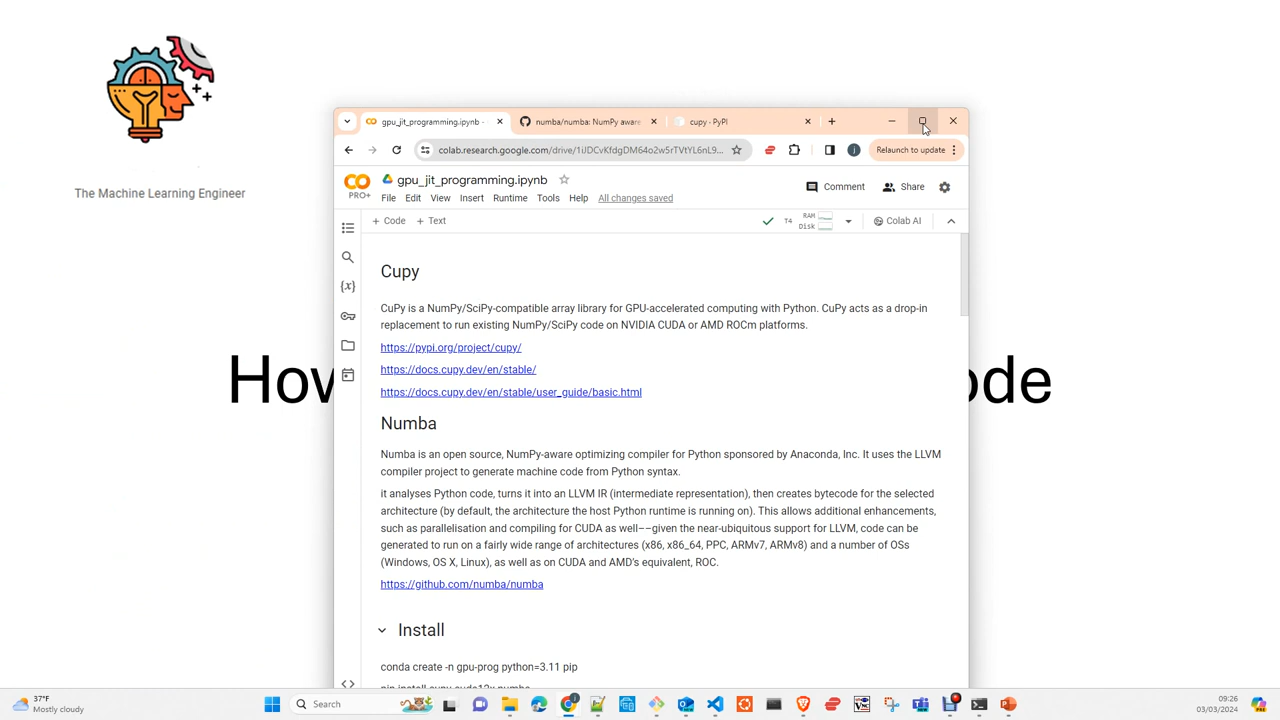 The Machine Learning Engineer
How
ode
gpu_jit_programming.ipynb -
numba/numba: NumPy aware
cupy · PyPI
colab.research.google.com/drive/1iJDCvKfdgDM64o2w5rTVtYL6nL9...
Relaunch to update
PRO+
gpu_jit_programming.ipynb
Comment
Share
File Edit View Insert Runtime Tools Help All changes saved
+ Code + Text
T4
RAM
Disk
Colab AI
Cupy
CuPy is a NumPy/SciPy-compatible array library for GPU-accelerated computing with Python. CuPy acts as a drop-in
replacement to run existing NumPy/SciPy code on NVIDIA CUDA or AMD ROCm platforms.
https://pypi.org/project/cupy/
https://docs.cupy.dev/en/stable/
https://docs.cupy.dev/en/stable/user_guide/basic.html
Numba
Numba is an open source, NumPy-aware optimizing compiler for Python sponsored by Anaconda, Inc. It uses the LLVM
compiler project to generate machine code from Python syntax.
it analyses Python code, turns it into an LLVM IR (intermediate representation), then creates bytecode for the selected
architecture (by default, the architecture the host Python runtime is running on). This allows additional enhancements,
such as parallelisation and compiling for CUDA as well––given the near-ubiquitous support for LLVM, code can be
generated to run on a fairly wide range of architectures (x86, x86_64, PPC, ARMv7, ARMv8) and a number of OSs
(Windows, OS X, Linux), as well as on CUDA and AMD's equivalent, ROC.
https://github.com/numba/numba
Install
conda create -n gpu-prog python=3.11 pip
pip install cupy-cuda12x numba
37°F
Mostly cloudy
Search
09:26
03/03/2024